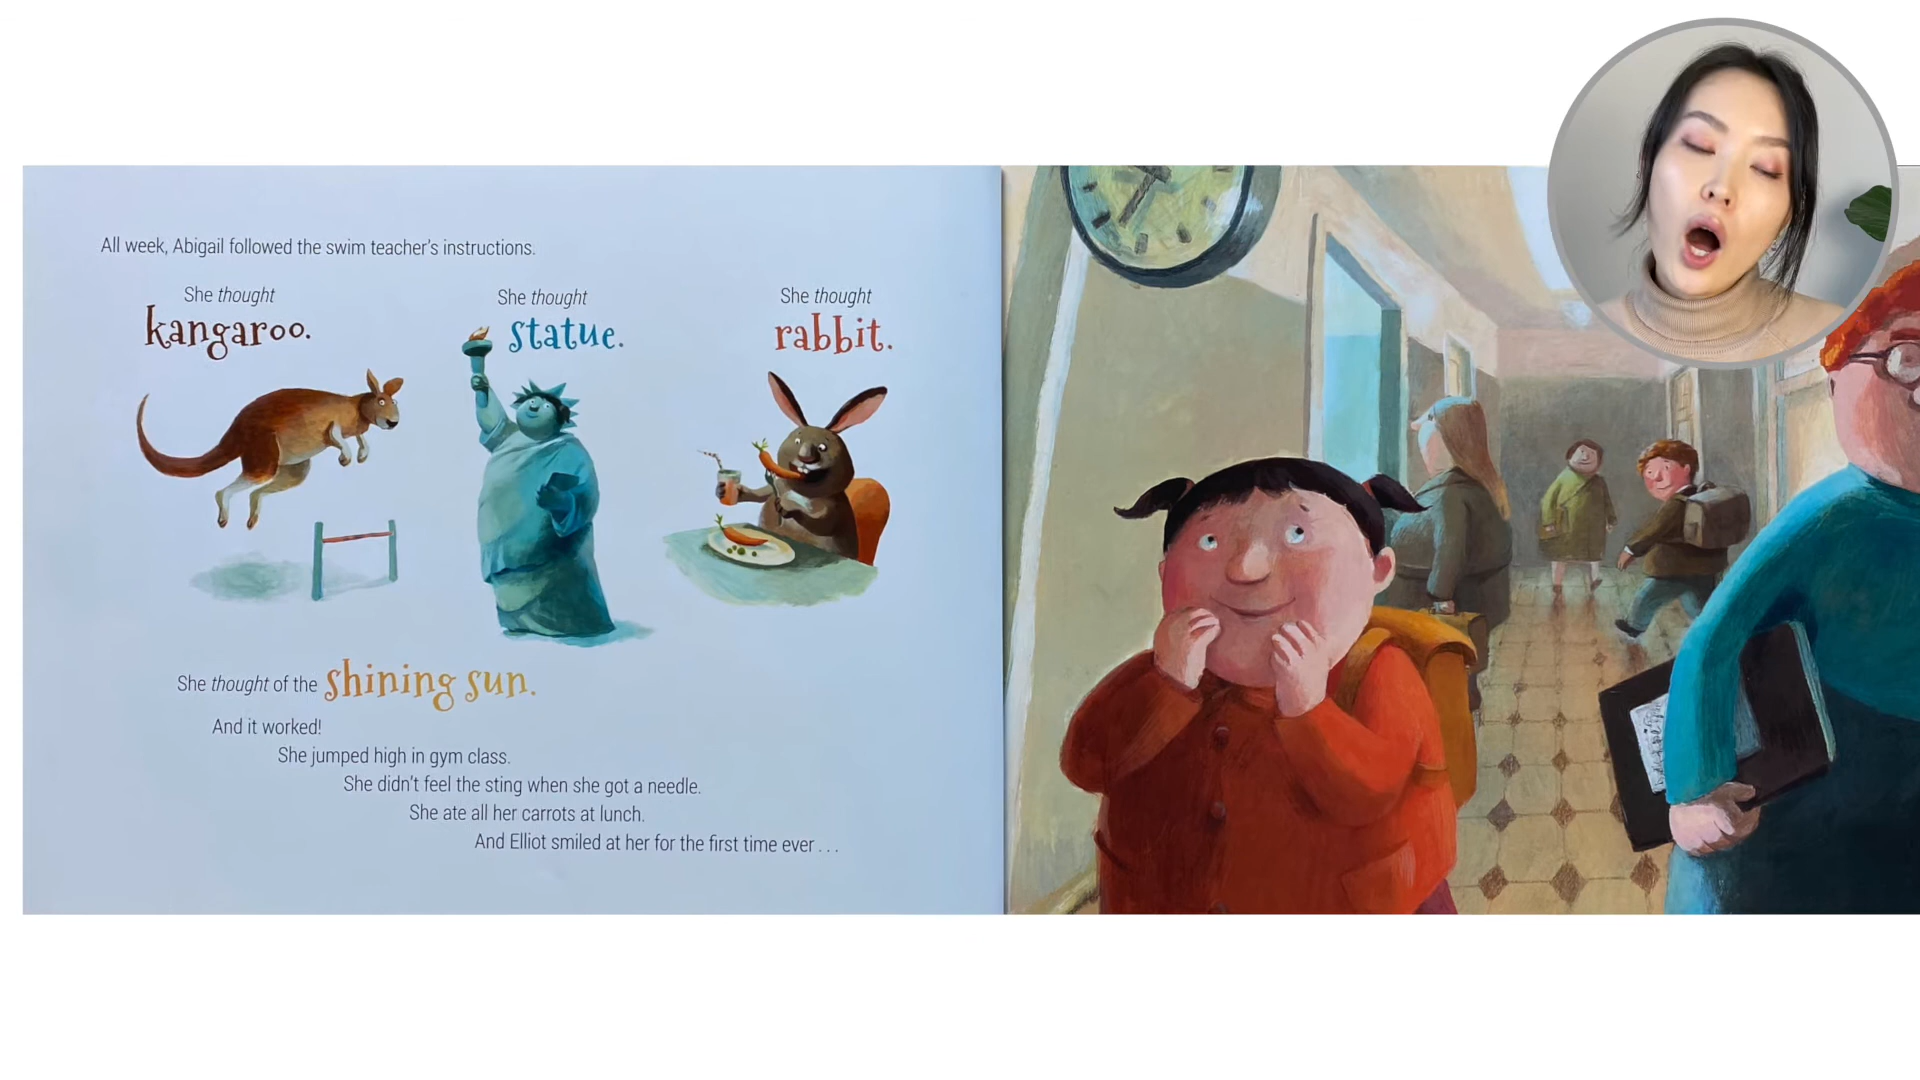 All week, Abigail followed the swim teacher's instructions.
She thought
kangaroo.
She thought
statue.
She thought
rabbit.
She thought of the shining sun.
And it worked!
She jumped high in gym class.
She didn't feel the sting when she got a needle.
She ate all her carrots at lunch.
And Elliot smiled at her for the first time ever . . .